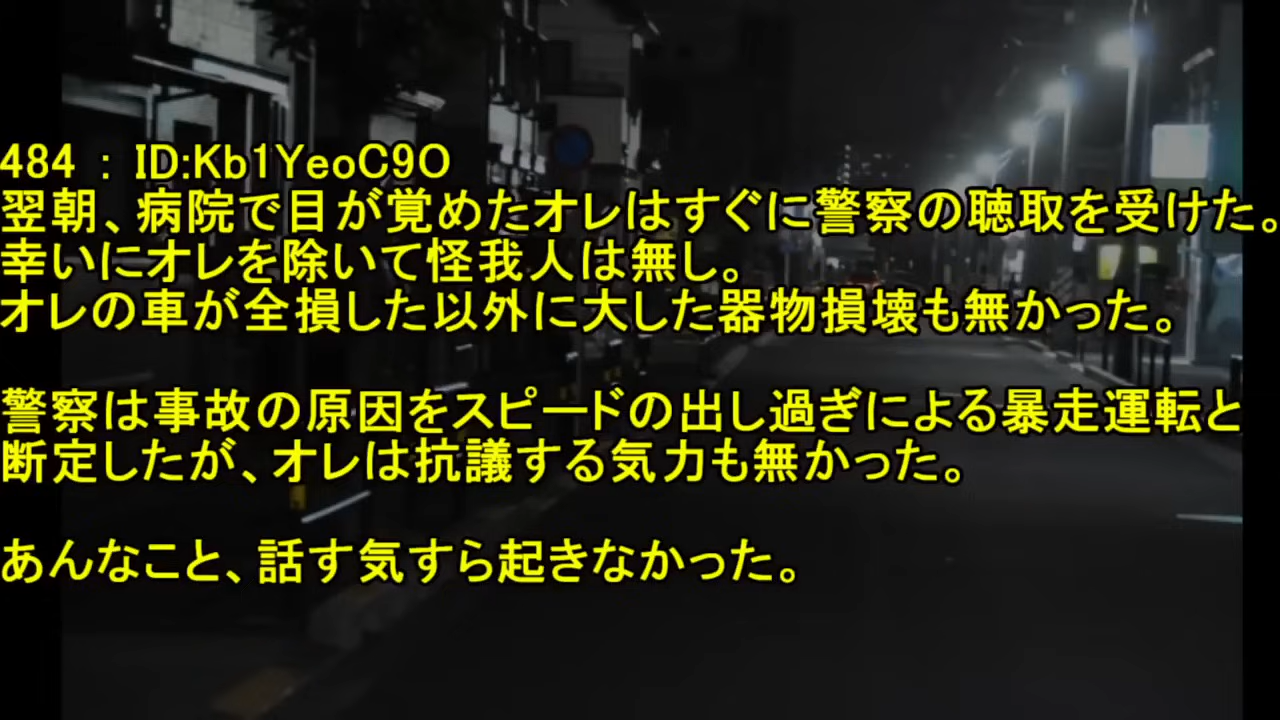 484 : ID:Kb1YeoC9O
翌朝、病院で目が覚めたオレはすぐに警察の聴取を受けた。
幸いにオレを除いて怪我人は無し。
オレの車が全損した以外に大した器物損壊も無かった。
警察は事故の原因をスピードの出し過ぎによる暴走運転と
断定したが、オレは抗議する気力も無かった。
あんなこと、話す気すら起きなかった。